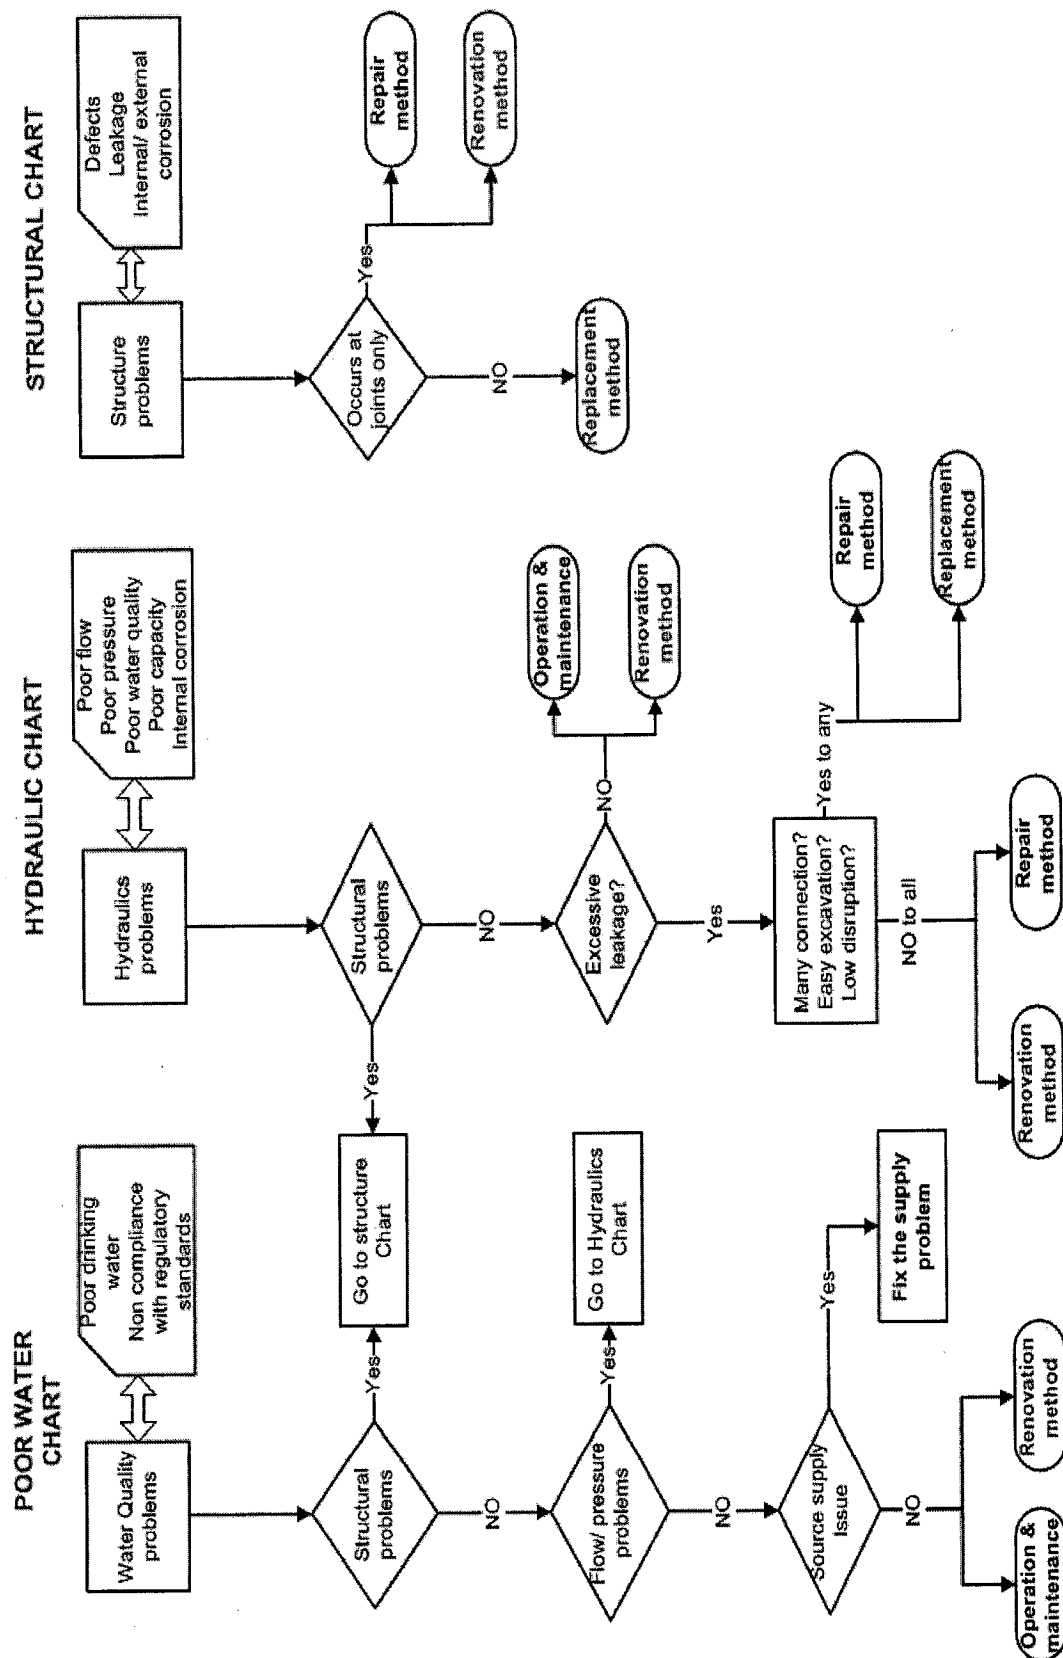 POOR WATER
CHART
Water Quality
problems
Poor drinking
water
Non compliance
with regulatory
standards
Structural
problems
Yes
Go to structure
Chart
NO
Flow/ pressure
problems
Yes
Go to Hydraulics
Chart
NO
Source supply
Issue
Yes
Fix the supply
problem
NO
Operation &
maintenance
Renovation
method
HYDRAULIC CHART
Hydraulics
problems
Poor flow
Poor pressure
Poor water quality
Poor capacity
Internal corrosion
Structural
problems
Yes
NO
Excessive
leakage?
NO
Operation &
maintenance
Renovation
method
Yes
Many connection?
Easy excavation?
Low disruption?
Yes to any
Repair
method
Replacement
method
NO to all
Renovation
method
Repair
method
STRUCTURAL CHART
Structure
problems
Defects
Leakage
Internal/ external
corrosion
Occurs at
joints only
Yes
Repair
method
Renovation
method
NO
Replacement
method